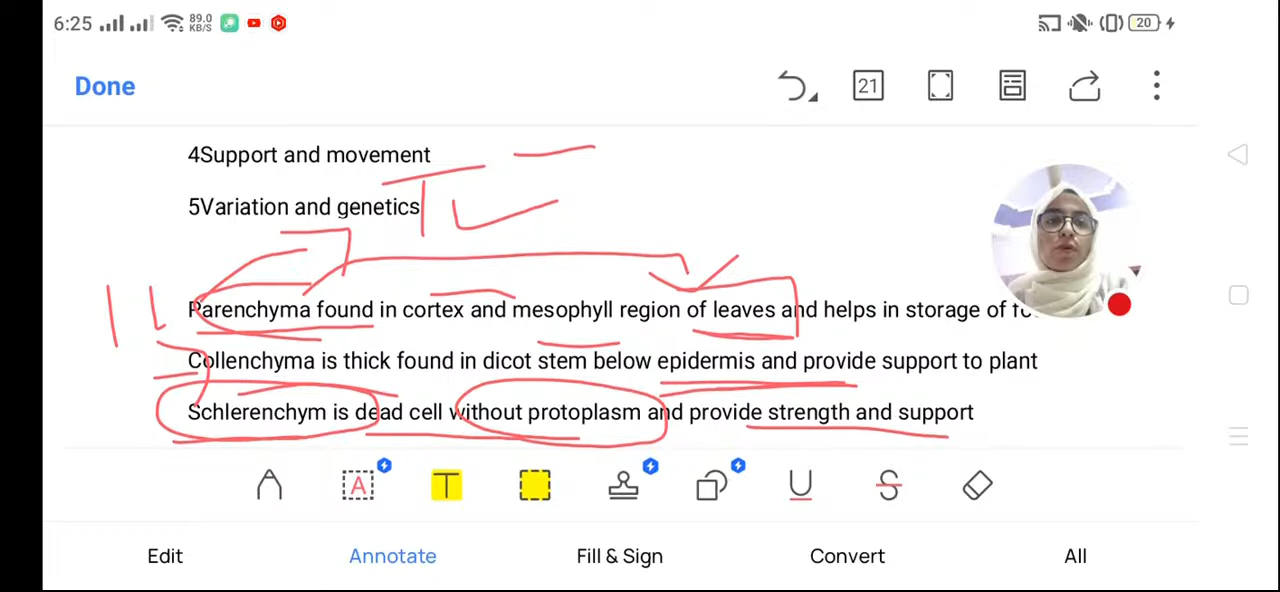 6:25 89.0 KB/S 20
Done 21
4Support and movement
5Variation and genetics
Parenchyma found in cortex and mesophyll region of leaves and helps in storage of
Collenchyma is thick found in dicot stem below epidermis and provide support to plant
Schlerenchym is dead cell without protoplasm and provide strength and support
A T U S
Edit Annotate Fill & Sign Convert All